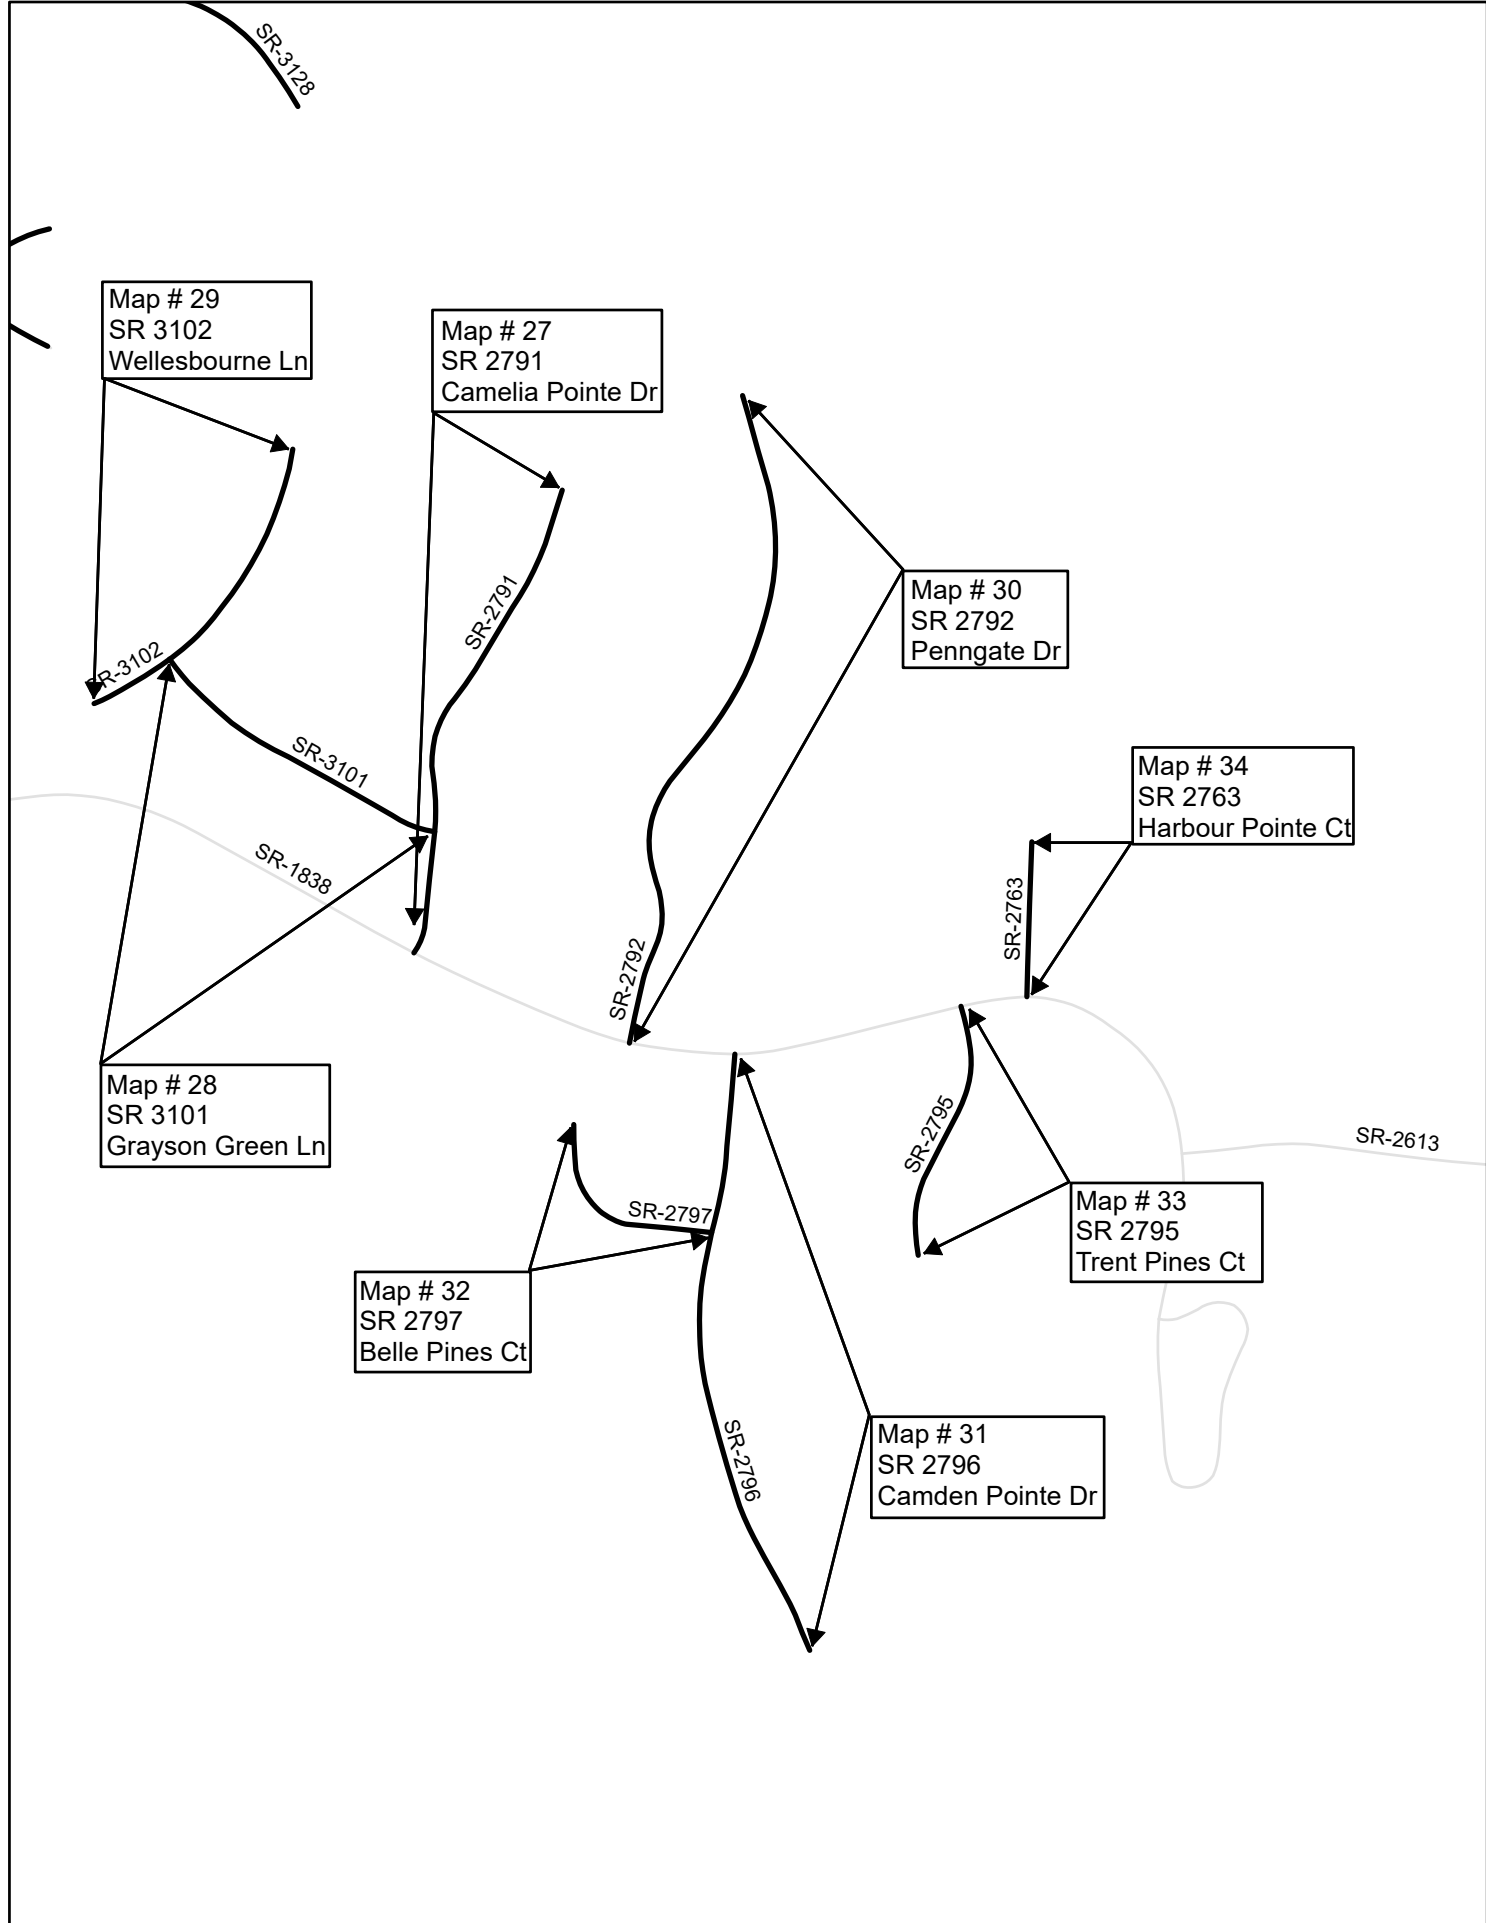 SR-3128
Map # 29
SR 3102
Wellesbourne Ln
Map # 27
SR 2791
Camelia Pointe Dr
SR-2791
Map # 30
SR 2792
Penngate Dr
SR-3102
SR-3101
Map # 34
SR 2763
Harbour Pointe Ct
SR-1838
SR-2763
SR-2792
Map # 28
SR 3101
Grayson Green Ln
SR-2795
SR-2613
Map # 33
SR 2795
Trent Pines Ct
SR-2797
Map # 32
SR 2797
Belle Pines Ct
Map # 31
SR 2796
Camden Pointe Dr
SR-2796